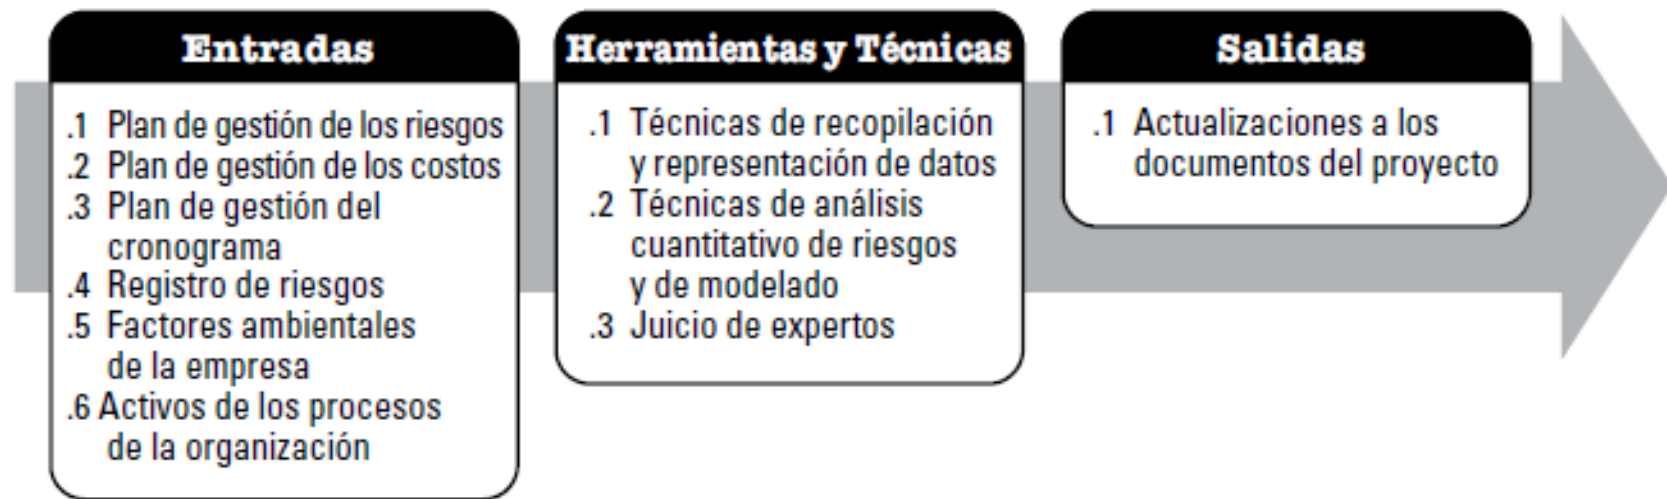 Entradas
.1 Plan de gestión de los riesgos
.2 Plan de gestión de los costos
.3 Plan de gestión del
cronograma
.4 Registro de riesgos
.5 Factores ambientales
de la empresa
.6 Activos de los procesos
de la organización
Herramientas y Técnicas
.1 Técnicas de recopilación
y representación de datos
.2 Técnicas de análisis
cuantitativo de riesgos
y de modelado
.3 Juicio de expertos
Salidas
.1 Actualizaciones a los
documentos del proyecto